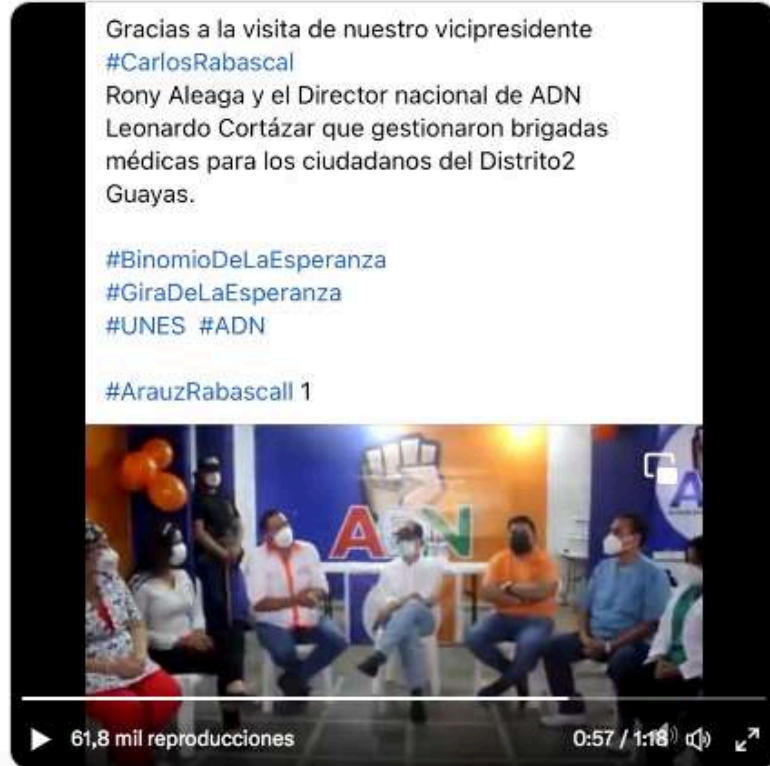 Gracias a la visita de nuestro vicipresidente
#CarlosRabascal
Rony Aleaga y el Director nacional de ADN
Leonardo Cortázar que gestionaron brigadas
médicas para los ciudadanos del Distrito2
Guayas.
#BinomioDeLaEsperanza
#GiraDeLaEsperanza
#UNES #ADN
#ArauzRabascall 1
ADN
A
61,8 mil reproducciones
0:57 / 1:18